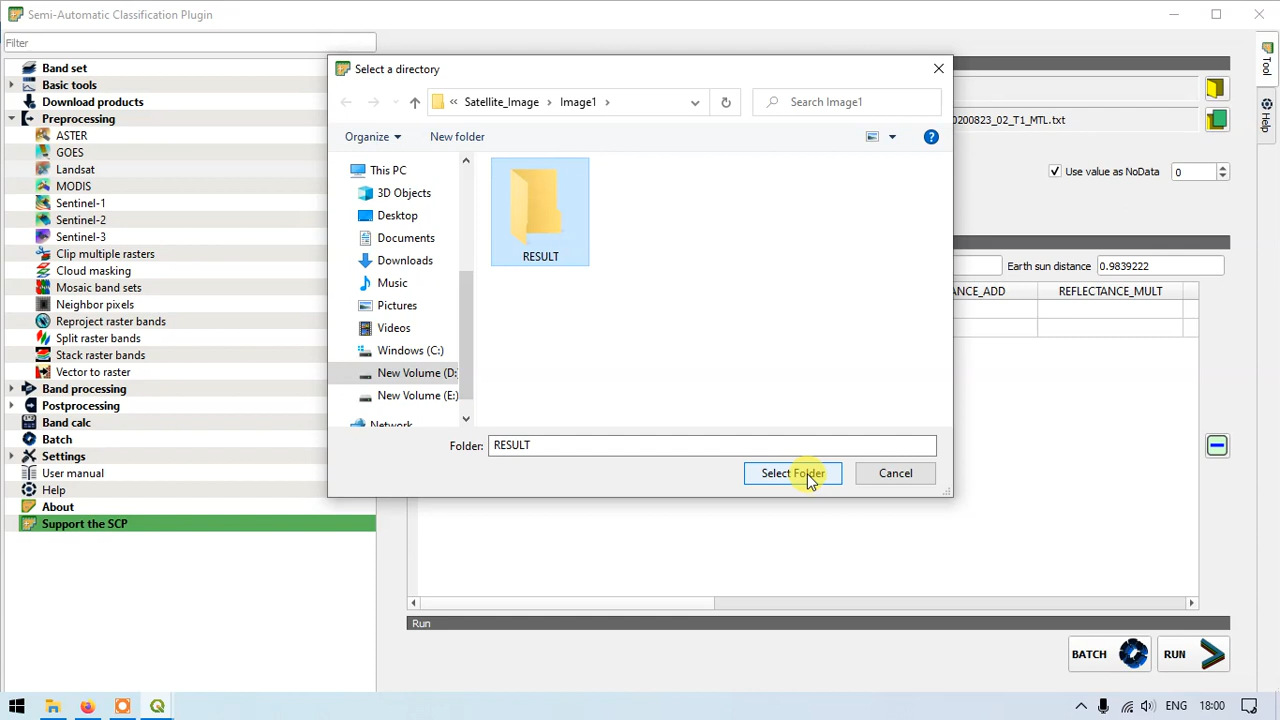 Semi-Automatic Classification Plugin
Filter
Band set
Basic tools
Download products
Preprocessing
ASTER
GOES
Landsat
MODIS
Sentinel-1
Sentinel-2
Sentinel-3
Clip multiple rasters
Cloud masking
Mosaic band sets
Neighbor pixels
Reproject raster bands
Split raster bands
Stack raster bands
Vector to raster
Band processing
Postprocessing
Band calc
Batch
Settings
User manual
Help
About
Support the SCP
Select a directory
« Satellite_Image › Image1 ›
Search Image1
Organize
New folder
This PC
3D Objects
Desktop
Documents
Downloads
Music
Pictures
Videos
Windows (C:)
New Volume (D:
New Volume (E:)
Network
RESULT
Folder: RESULT
Select Folder
Cancel
0200823_02_T1_MTL.txt
Use value as NoData 0
Earth sun distance 0.9839222
ANCE_ADD
REFLECTANCE_MULT
Run
BATCH
RUN
Tool
Help
ENG
18:00